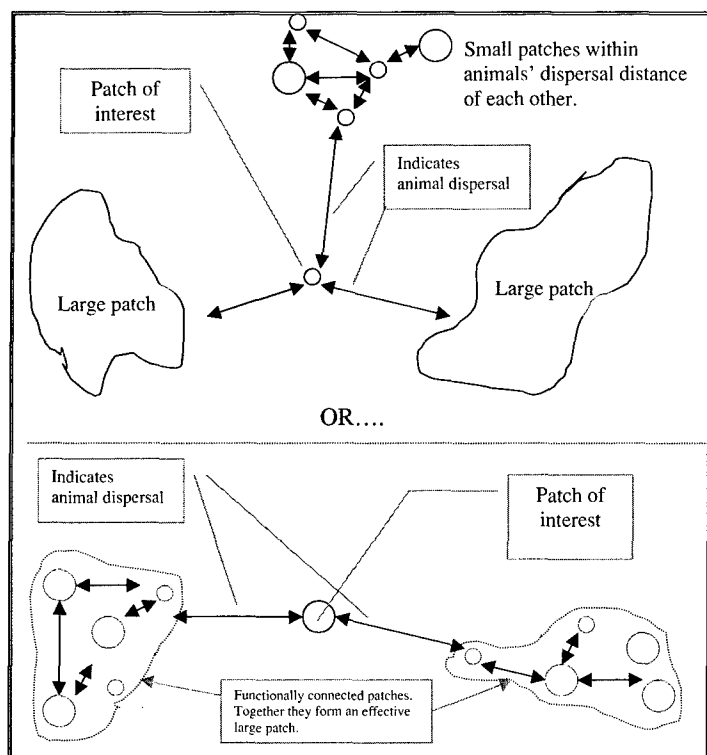 Small patches within
animals’ dispersal distance
of each other.
Patch of
interest
Indicates
animal dispersal
Large patch
Large patch
OR....
Indicates
animal dispersal
Patch of
interest
Functionally connected patches.
Together they form an effective
large patch.